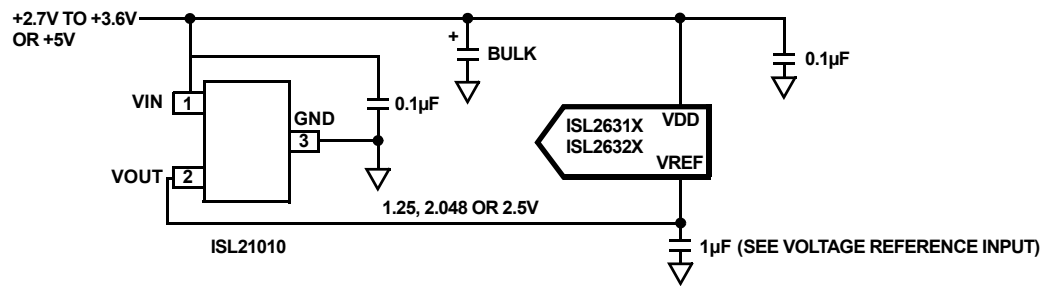 +2.7V TO +3.6V
OR +5V
+
BULK
0.1µF
VIN
1
0.1µF
GND
3
VOUT
2
ISL2631X
ISL2632X
VDD
VREF
1.25, 2.048 OR 2.5V
ISL21010
1µF (SEE VOLTAGE REFERENCE INPUT)